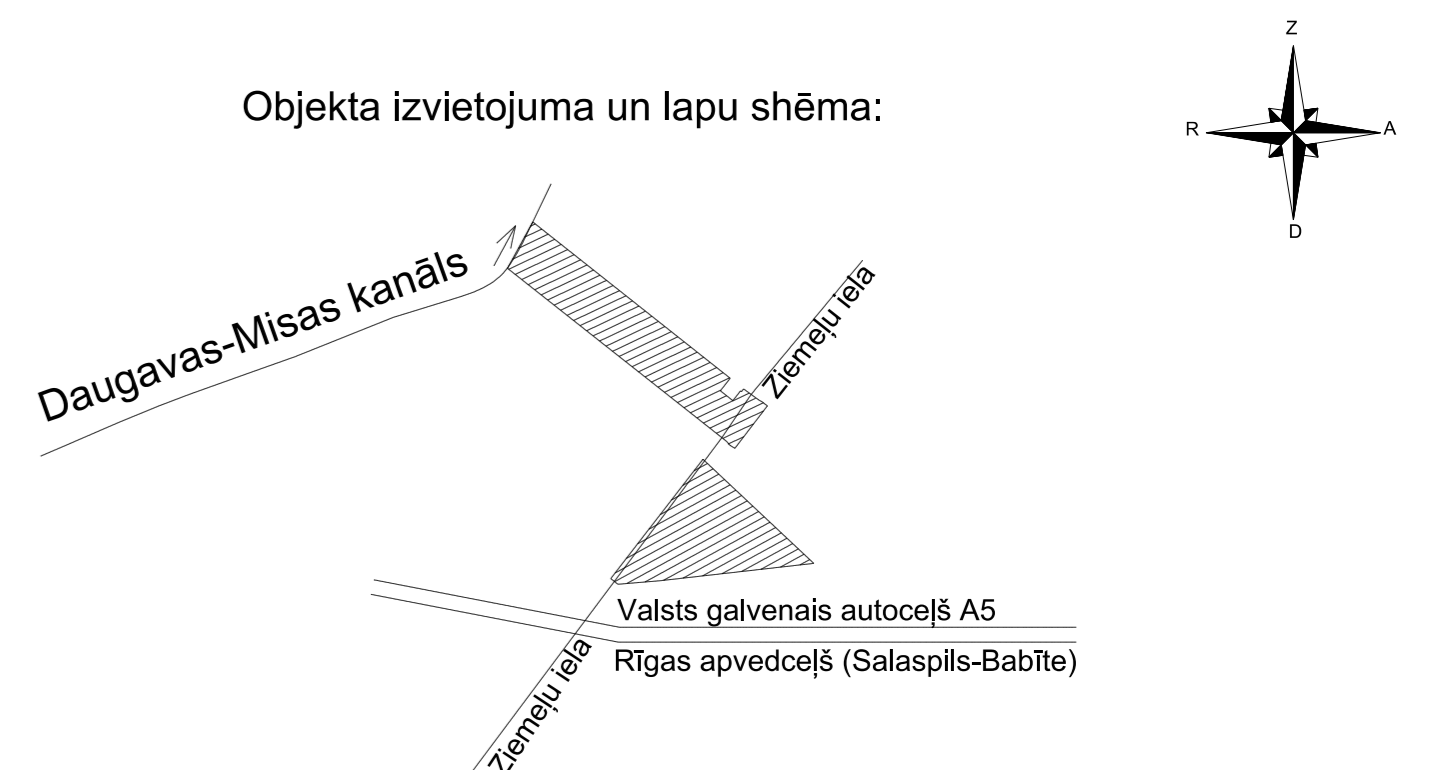 Z
Objekta izvietojuma un lapu shēma:
R
A
D
Daugavas-Misas kanāls
Ziemeļu iela
Valsts galvenais autoceļš A5
Rīgas apvedceļš (Salaspils-Babīte)
Ziemeļu iela